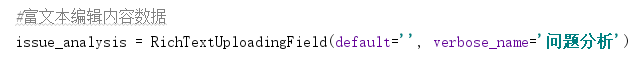 #富文本编辑内容数据
issue_analysis = RichTextUploadingField(default='', verbose_name='问题分析')